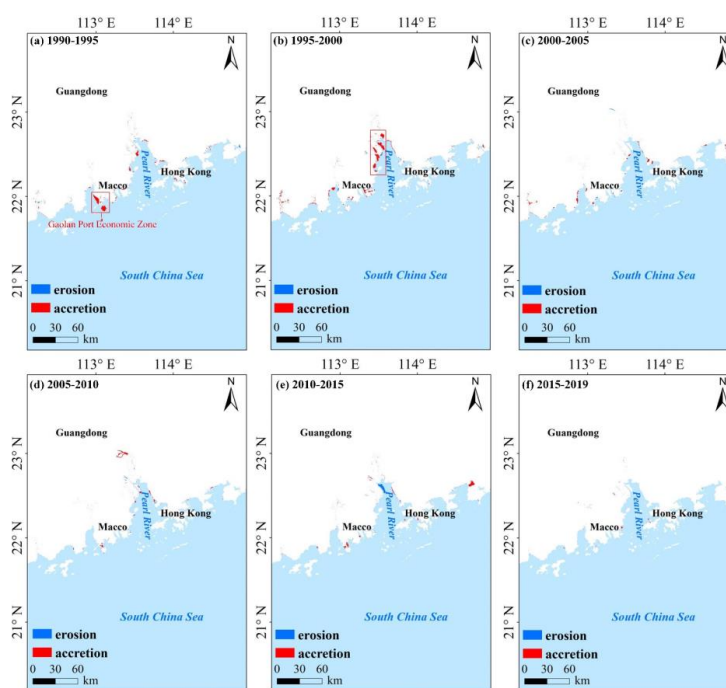 113° E 114° E
113° E 114° E
113° E 114° E
(a) 1990-1995
N
Guangdong
Pearl River
Hong Kong
Macco
Gaolan Port Economic Zone
South China Sea
erosion
accretion
0 30 60
km
23° N
22° N
21° N
(b) 1995-2000
N
Guangdong
Pearl River
Hong Kong
Macco
South China Sea
erosion
accretion
0 30 60
km
23° N
22° N
21° N
(c) 2000-2005
N
Guangdong
Pearl River
Hong Kong
Macco
South China Sea
erosion
accretion
0 30 60
km
23° N
22° N
21° N
113° E 114° E
113° E 114° E
113° E 114° E
(d) 2005-2010
N
Guangdong
Pearl River
Hong Kong
Macco
South China Sea
erosion
accretion
0 30 60
km
23° N
22° N
21° N
(e) 2010-2015
N
Guangdong
Pearl River
Hong Kong
Macco
South China Sea
erosion
accretion
0 30 60
km
23° N
22° N
21° N
(f) 2015-2019
N
Guangdong
Pearl River
Hong Kong
Macco
South China Sea
erosion
accretion
0 30 60
km
23° N
22° N
21° N